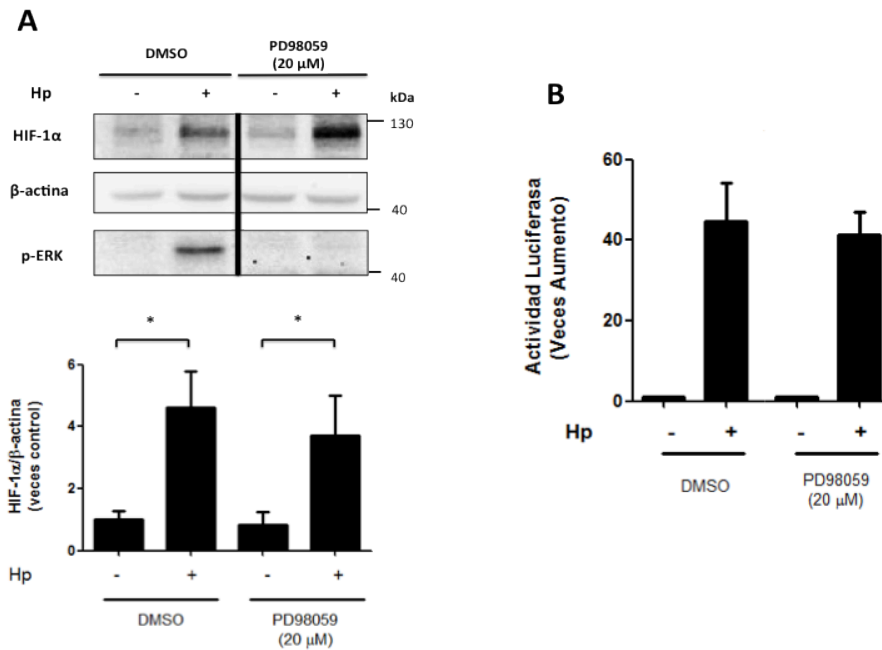 A
DMSO
PD98059
(20 µM)
Hp
- + - +
kDa
HIF-1α
130
β-actina
40
p-ERK
40
* *
HIF-1α/β-actina
(veces control)
6
4
2
0
Hp
- + - +
DMSO
PD98059
(20 µM)
B
Actividad Luciferasa
(Veces Aumento)
60
40
20
0
Hp
- + - +
DMSO
PD98059
(20 µM)